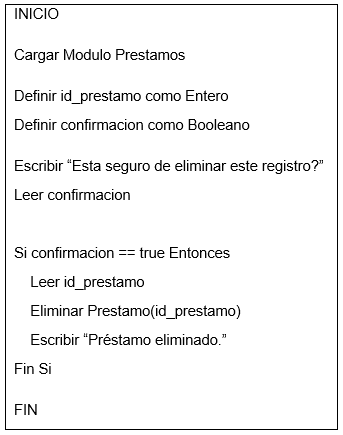 INICIO
Cargar Modulo Prestamos
Definir id_prestamo como Entero
Definir confirmacion como Booleano
Escribir “Esta seguro de eliminar este registro?”
Leer confirmacion
Si confirmacion == true Entonces
Leer id_prestamo
Eliminar Prestamo(id_prestamo)
Escribir “Préstamo eliminado.”
Fin Si
FIN